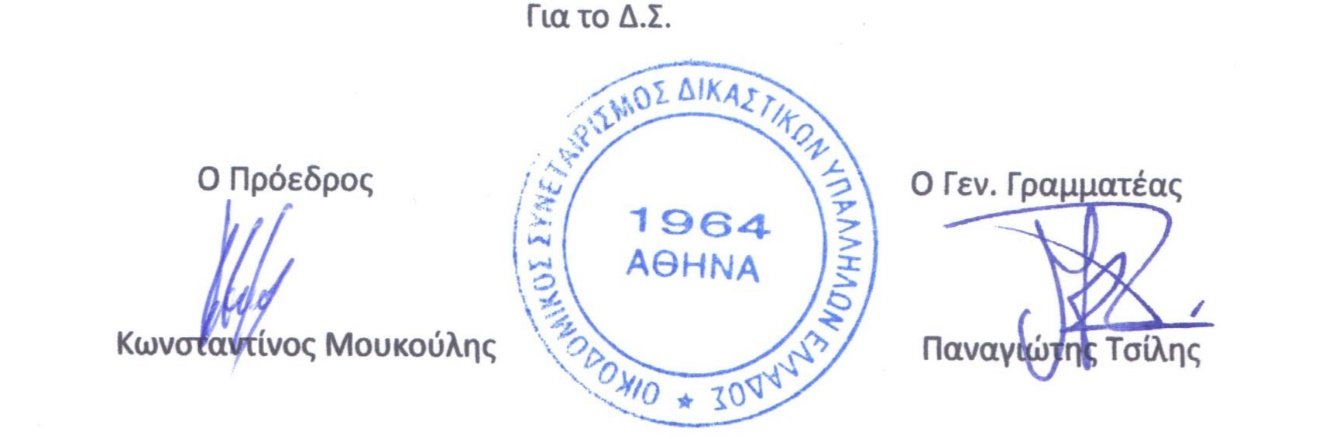 Για το Δ.Σ.
Ο Πρόεδρος
Κωνσταντίνος Μουκούλης
ΟΙΚΟΔΟΜΙΚΟΣ ΣΥΝΕΤΑΙΡΙΣΜΟΣ ΔΙΚΑΣΤΙΚΩΝ ΥΠΑΛΛΗΛΩΝ ΕΛΛΑΔΟΣ ★
1964
ΑΘΗΝΑ
Ο Γεν. Γραμματέας
Παναγιώτης Τσίλης